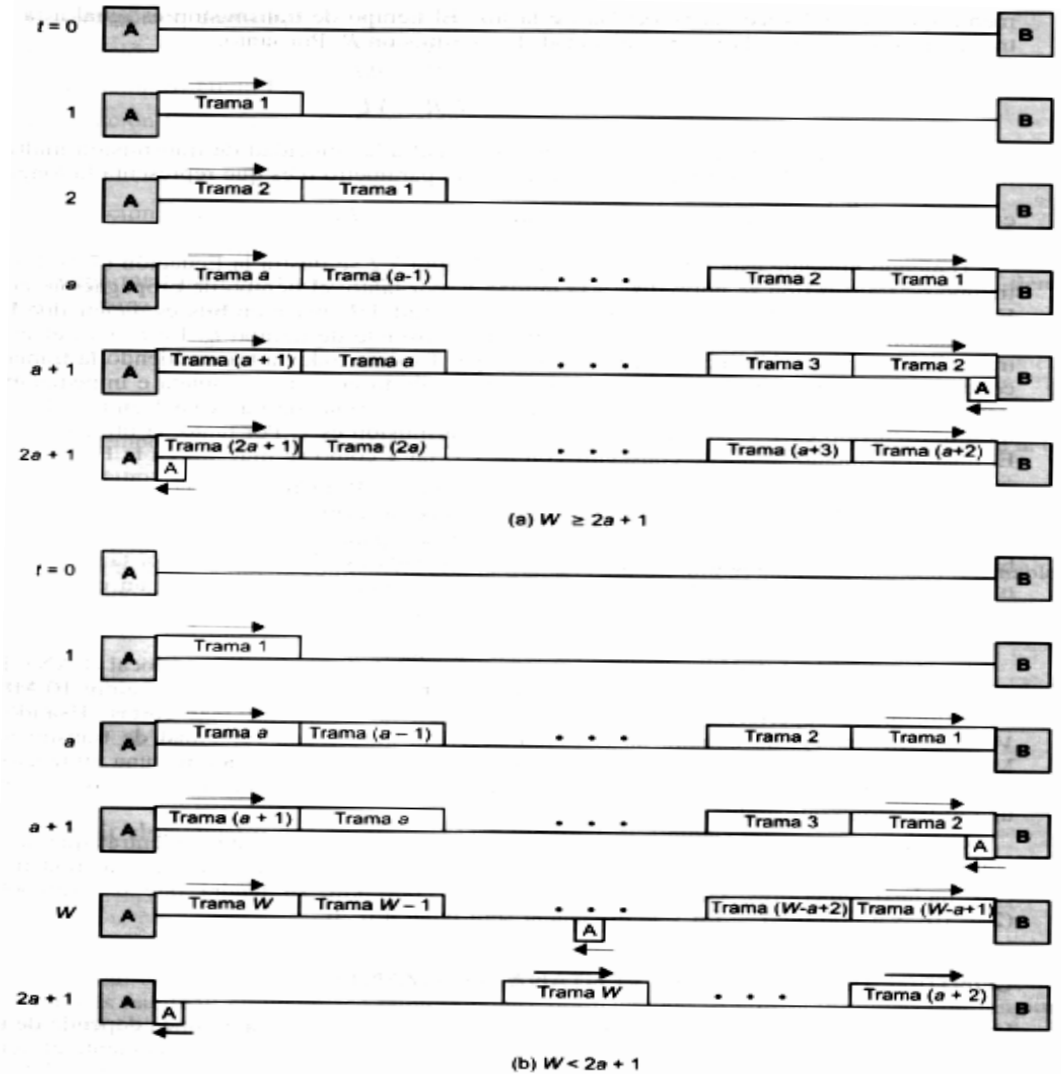 t = 0 A B
1 A Trama 1 B
2 A Trama 2 Trama 1 B
a A Trama a Trama (a-1) . . . Trama 2 Trama 1 B
a + 1 A Trama (a + 1) Trama a . . . Trama 3 Trama 2 A B
2a + 1 A A Trama (2a + 1) Trama (2a) . . . Trama (a+3) Trama (a+2) B
(a) W ≥ 2a + 1
t = 0 A B
1 A Trama 1 B
a A Trama a Trama (a – 1) . . . Trama 2 Trama 1 B
a + 1 A Trama (a + 1) Trama a . . . Trama 3 Trama 2 A B
W A Trama W Trama W – 1 . . . A Trama (W-a+2) Trama (W-a+1) B
2a + 1 A A Trama W . . . Trama (a + 2) B
(b) W < 2a + 1